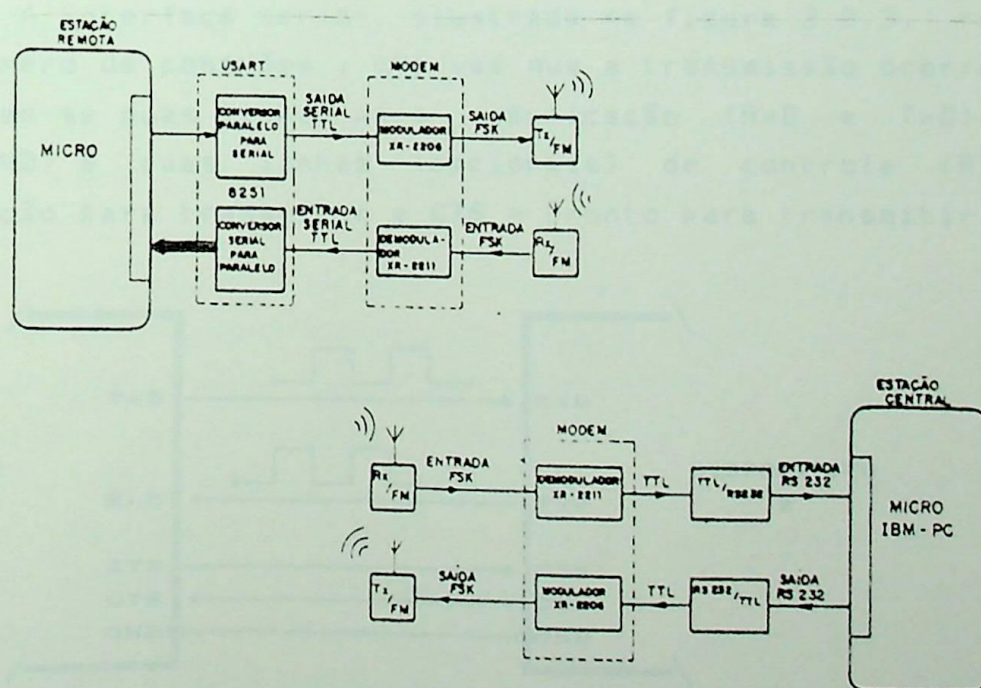 ESTAÇÃO
REMOTA
MICRO
USART
CONVERSOR
PARALELO
PARA
SERIAL
8251
CONVERSOR
SERIAL
PARA
PARALELO
SAIDA
SERIAL
TTL
ENTRADA
SERIAL
TTL
MODEM
MODULADOR
XR-2206
DEMODULA-
DOR XR-2211
SAIDA
FSK
ENTRADA
FSK
Tx/
FM
Rx/
FM
ESTAÇÃO
CENTRAL
MODEM
Rx/
FM
ENTRADA
FSK
DEMODULADOR
XR-2211
TTL
TTL/RS232
ENTRADA
RS 232
MICRO
IBM-PC
Tx/
FM
SAÍDA
FSK
MODULADOR
XR-2206
TTL
RS232/TTL
SAÍDA
RS 232